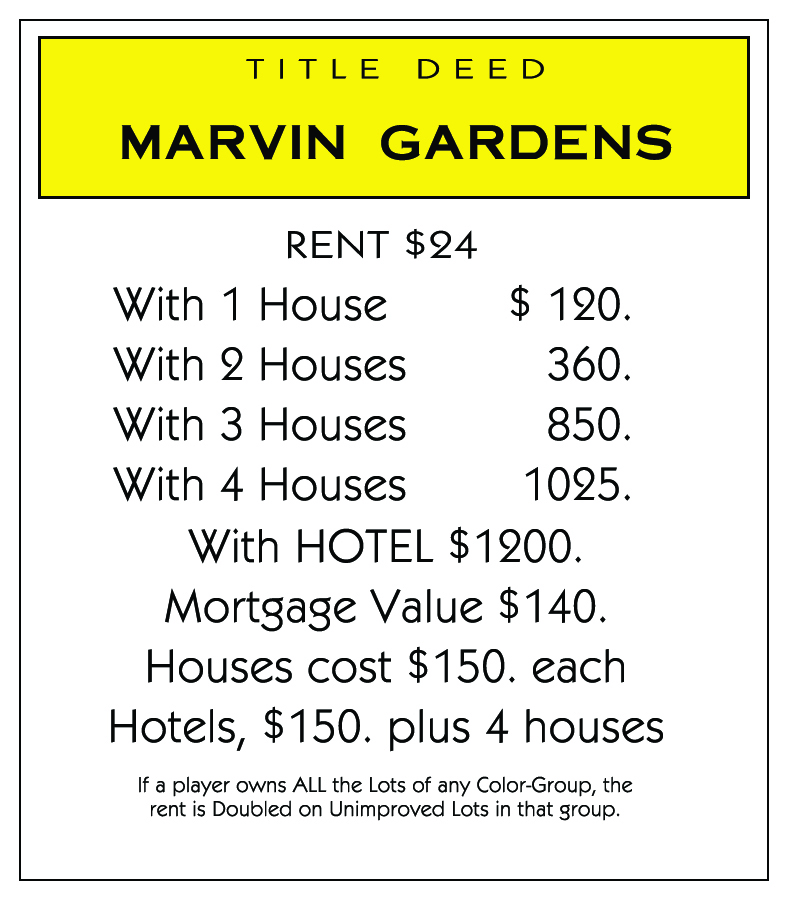 TITLE DEED
MARVIN GARDENS
RENT $24
With 1 House $ 120.
With 2 Houses 360.
With 3 Houses 850.
With 4 Houses 1025.
With HOTEL $1200.
Mortgage Value $140.
Houses cost $150. each
Hotels, $150. plus 4 houses
If a player owns ALL the Lots of any Color-Group, the
rent is Doubled on Unimproved Lots in that group.